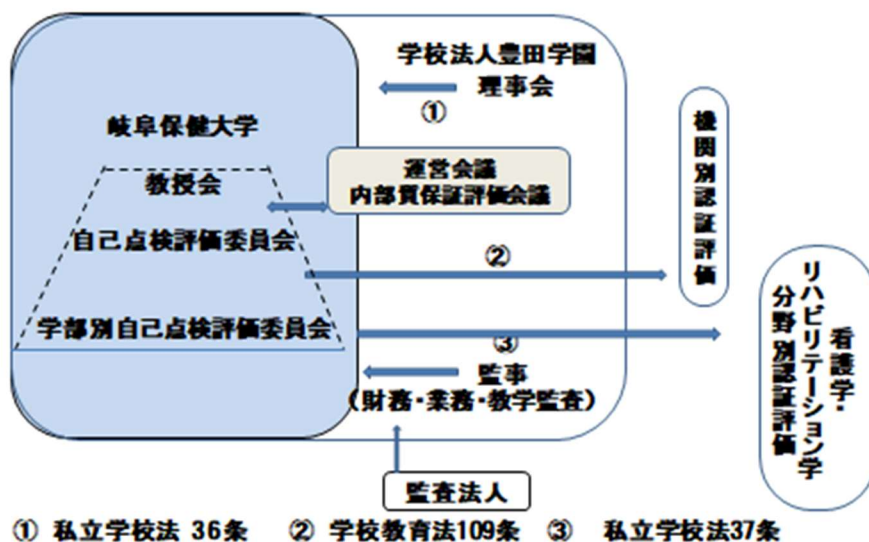 学校法人豊田学園
理事会
①
岐阜保健大学
教授会
運営会議
内部質保証評価会議
自己点検評価委員会
②
学部別自己点検評価委員会
③
監事
(財務・業務・教学監査)
監査法人
機関別認証評価
看護学・
リハビリテーション学
分野別認証評価
① 私立学校法 36条 ② 学校教育法109条 ③ 私立学校法37条